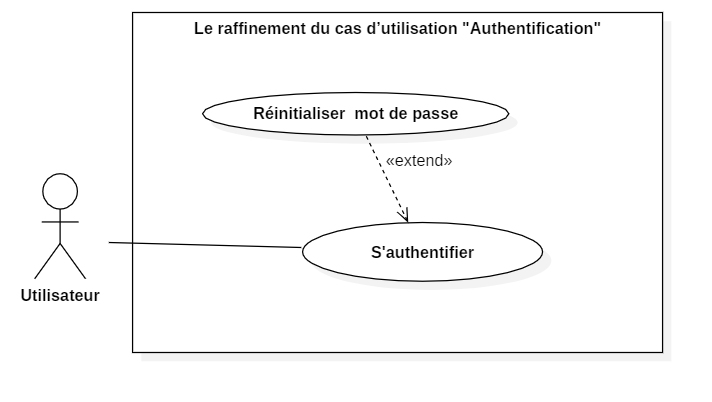 Le raffinement du cas d’utilisation "Authentification"
Réinitialiser  mot de passe
«extend»
S'authentifier
Utilisateur